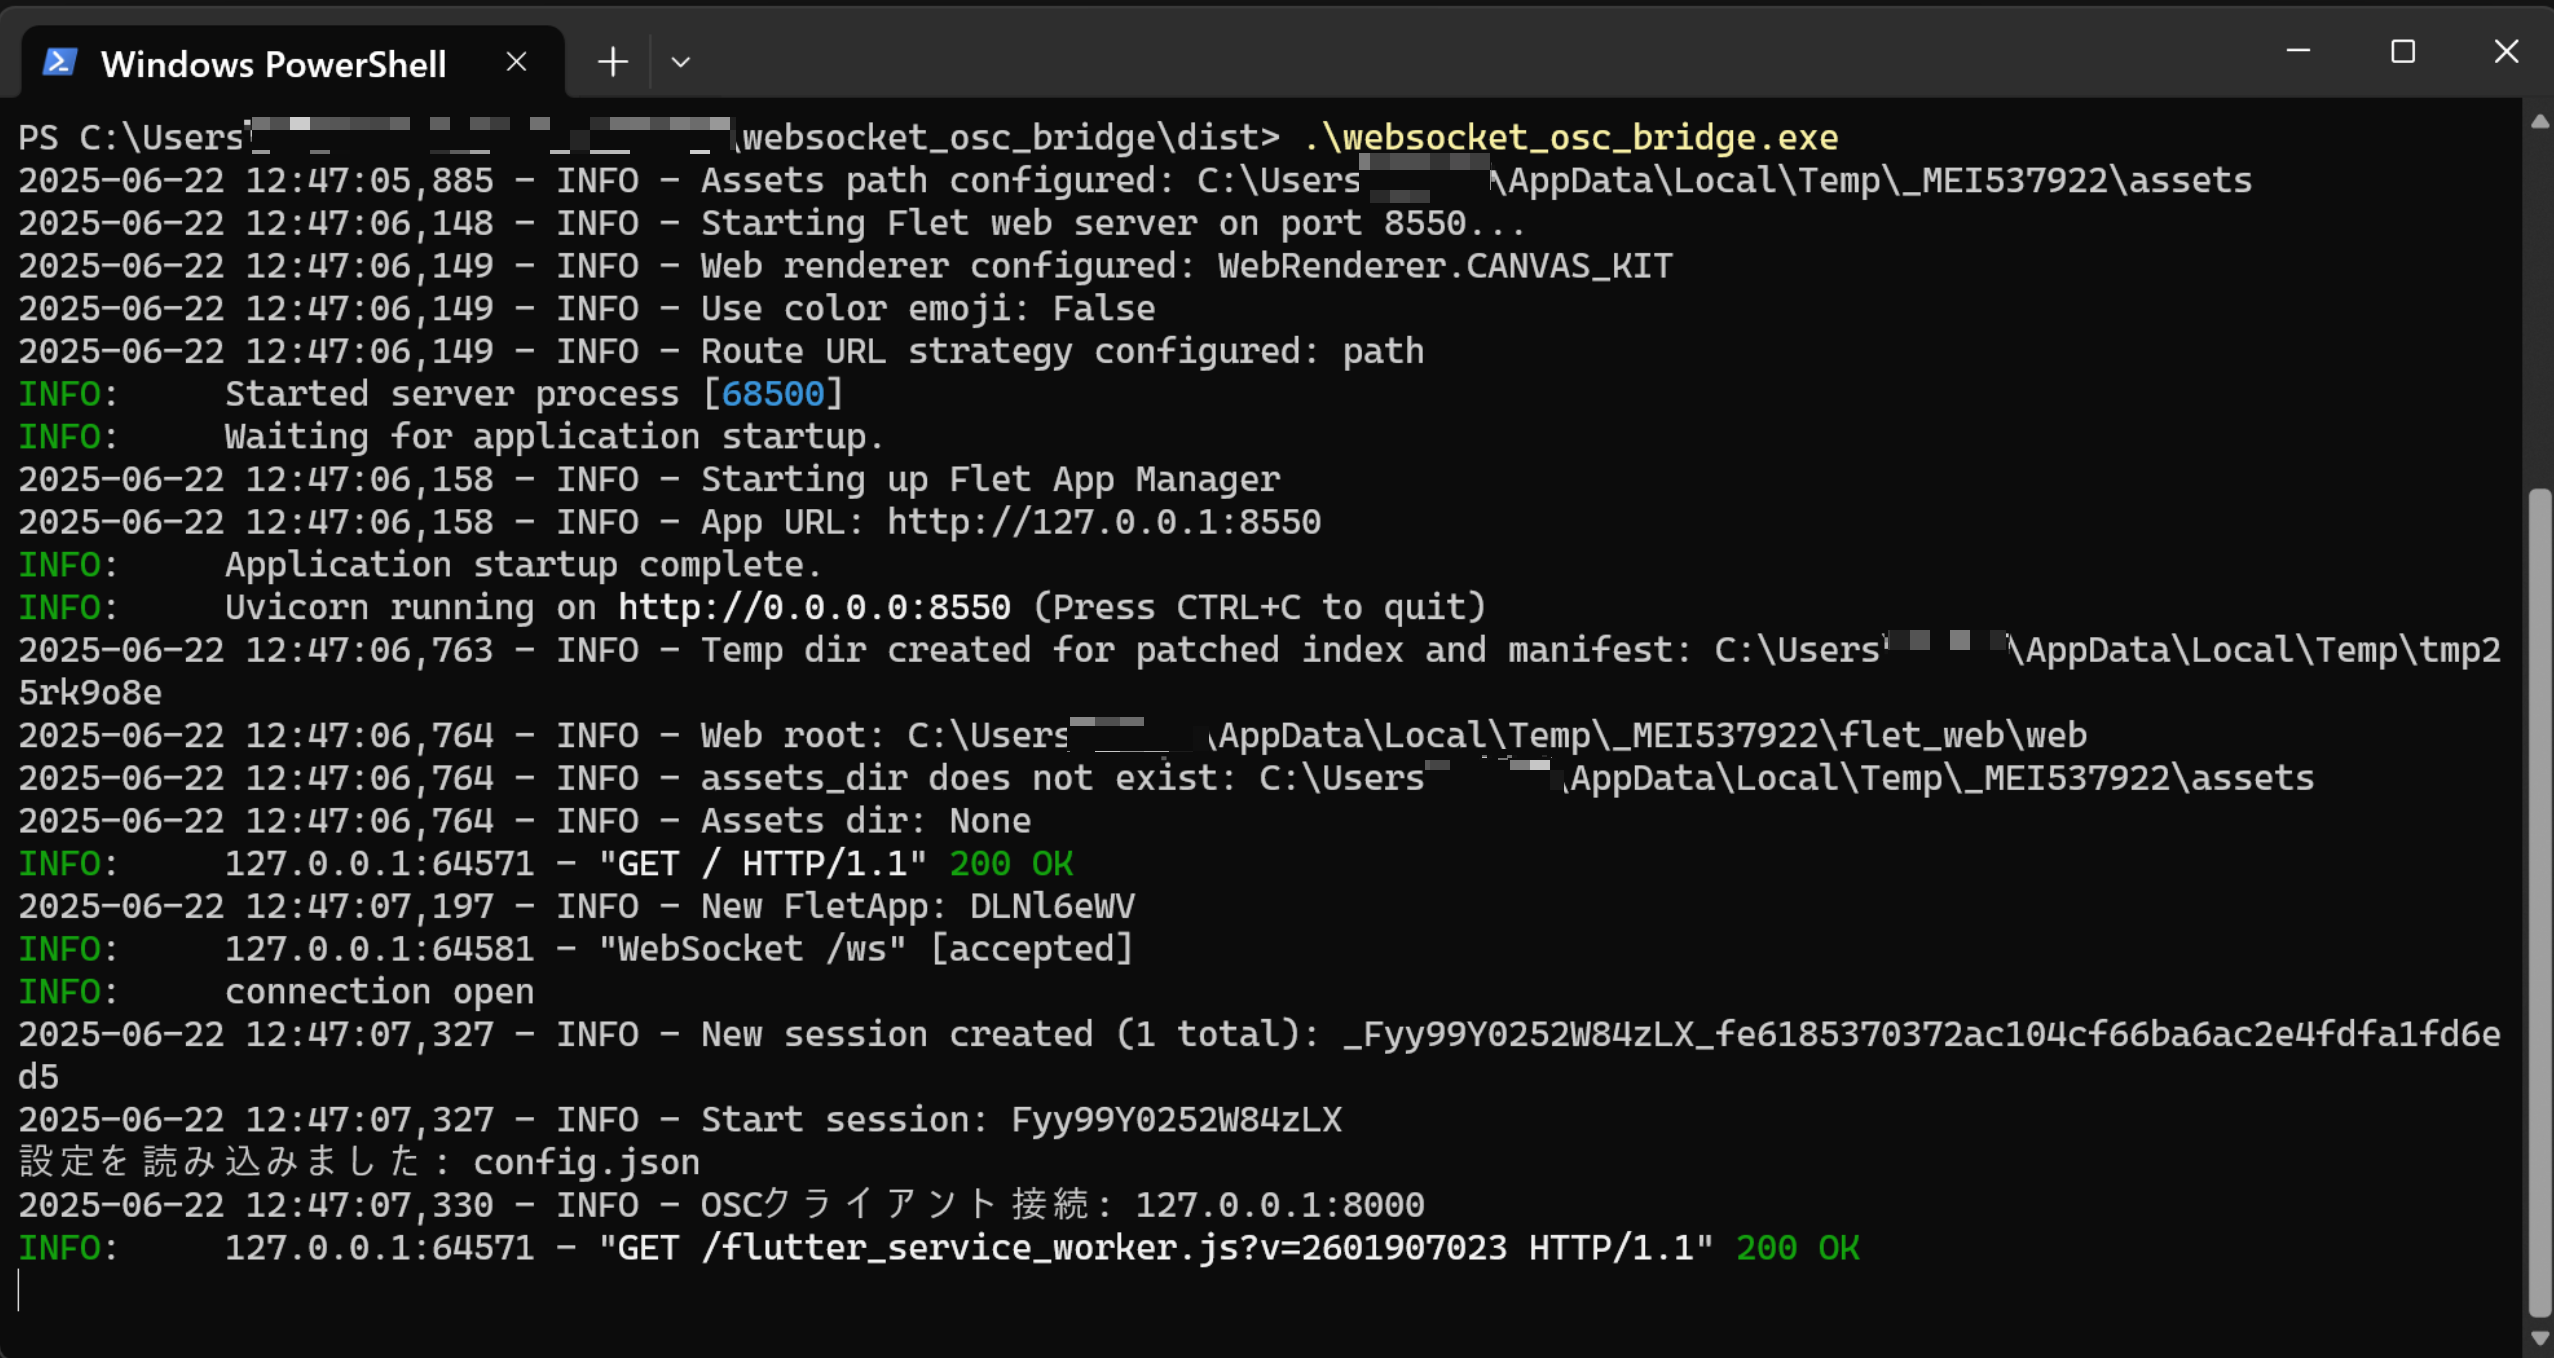 Windows PowerShell
PS C:\Users\websocket_osc_bridge\dist> .\websocket_osc_bridge.exe
2025-06-22 12:47:05,885 - INFO - Assets path configured: C:\Users\AppData\Local\Temp\_MEI537922\assets
2025-06-22 12:47:06,148 - INFO - Starting Flet web server on port 8550...
2025-06-22 12:47:06,149 - INFO - Web renderer configured: WebRenderer.CANVAS_KIT
2025-06-22 12:47:06,149 - INFO - Use color emoji: False
2025-06-22 12:47:06,149 - INFO - Route URL strategy configured: path
INFO:     Started server process [68500]
INFO:     Waiting for application startup.
2025-06-22 12:47:06,158 - INFO - Starting up Flet App Manager
2025-06-22 12:47:06,158 - INFO - App URL: http://127.0.0.1:8550
INFO:     Application startup complete.
INFO:     Uvicorn running on http://0.0.0.0:8550 (Press CTRL+C to quit)
2025-06-22 12:47:06,763 - INFO - Temp dir created for patched index and manifest: C:\Users\AppData\Local\Temp\tmp2
5rk9o8e
2025-06-22 12:47:06,764 - INFO - Web root: C:\Users\AppData\Local\Temp\_MEI537922\flet_web\web
2025-06-22 12:47:06,764 - INFO - assets_dir does not exist: C:\Users\AppData\Local\Temp\_MEI537922\assets
2025-06-22 12:47:06,764 - INFO - Assets dir: None
INFO:     127.0.0.1:64571 - "GET / HTTP/1.1" 200 OK
2025-06-22 12:47:07,197 - INFO - New FletApp: DLNl6eWV
INFO:     127.0.0.1:64581 - "WebSocket /ws" [accepted]
INFO:     connection open
2025-06-22 12:47:07,327 - INFO - New session created (1 total): _Fyy99Y0252W84zLX_fe6185370372ac104cf66ba6ac2e4fdfa1fd6e
d5
2025-06-22 12:47:07,327 - INFO - Start session: Fyy99Y0252W84zLX
設定を読み込みました: config.json
2025-06-22 12:47:07,330 - INFO - OSCクライアント接続: 127.0.0.1:8000
INFO:     127.0.0.1:64571 - "GET /flutter_service_worker.js?v=2601907023 HTTP/1.1" 200 OK